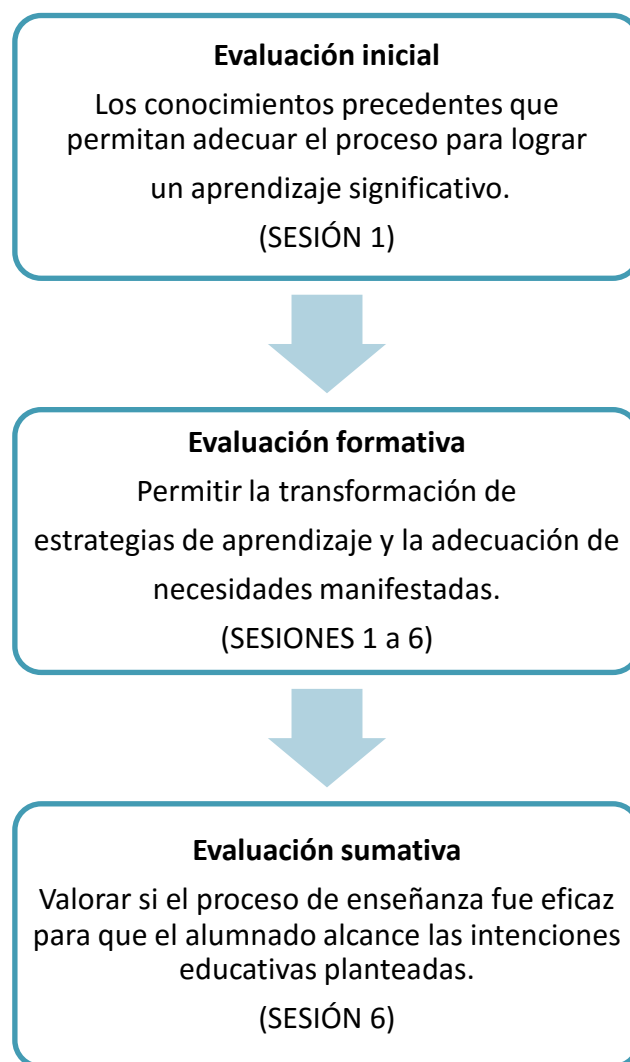 Evaluación inicial
Los conocimientos precedentes que
permitan adecuar el proceso para lograr
un aprendizaje significativo.
(SESIÓN 1)
Evaluación formativa
Permitir la transformación de
estrategias de aprendizaje y la adecuación de
necesidades manifestadas.
(SESIONES 1 a 6)
Evaluación sumativa
Valorar si el proceso de enseñanza fue eficaz
para que el alumnado alcance las intenciones
educativas planteadas.
(SESIÓN 6)